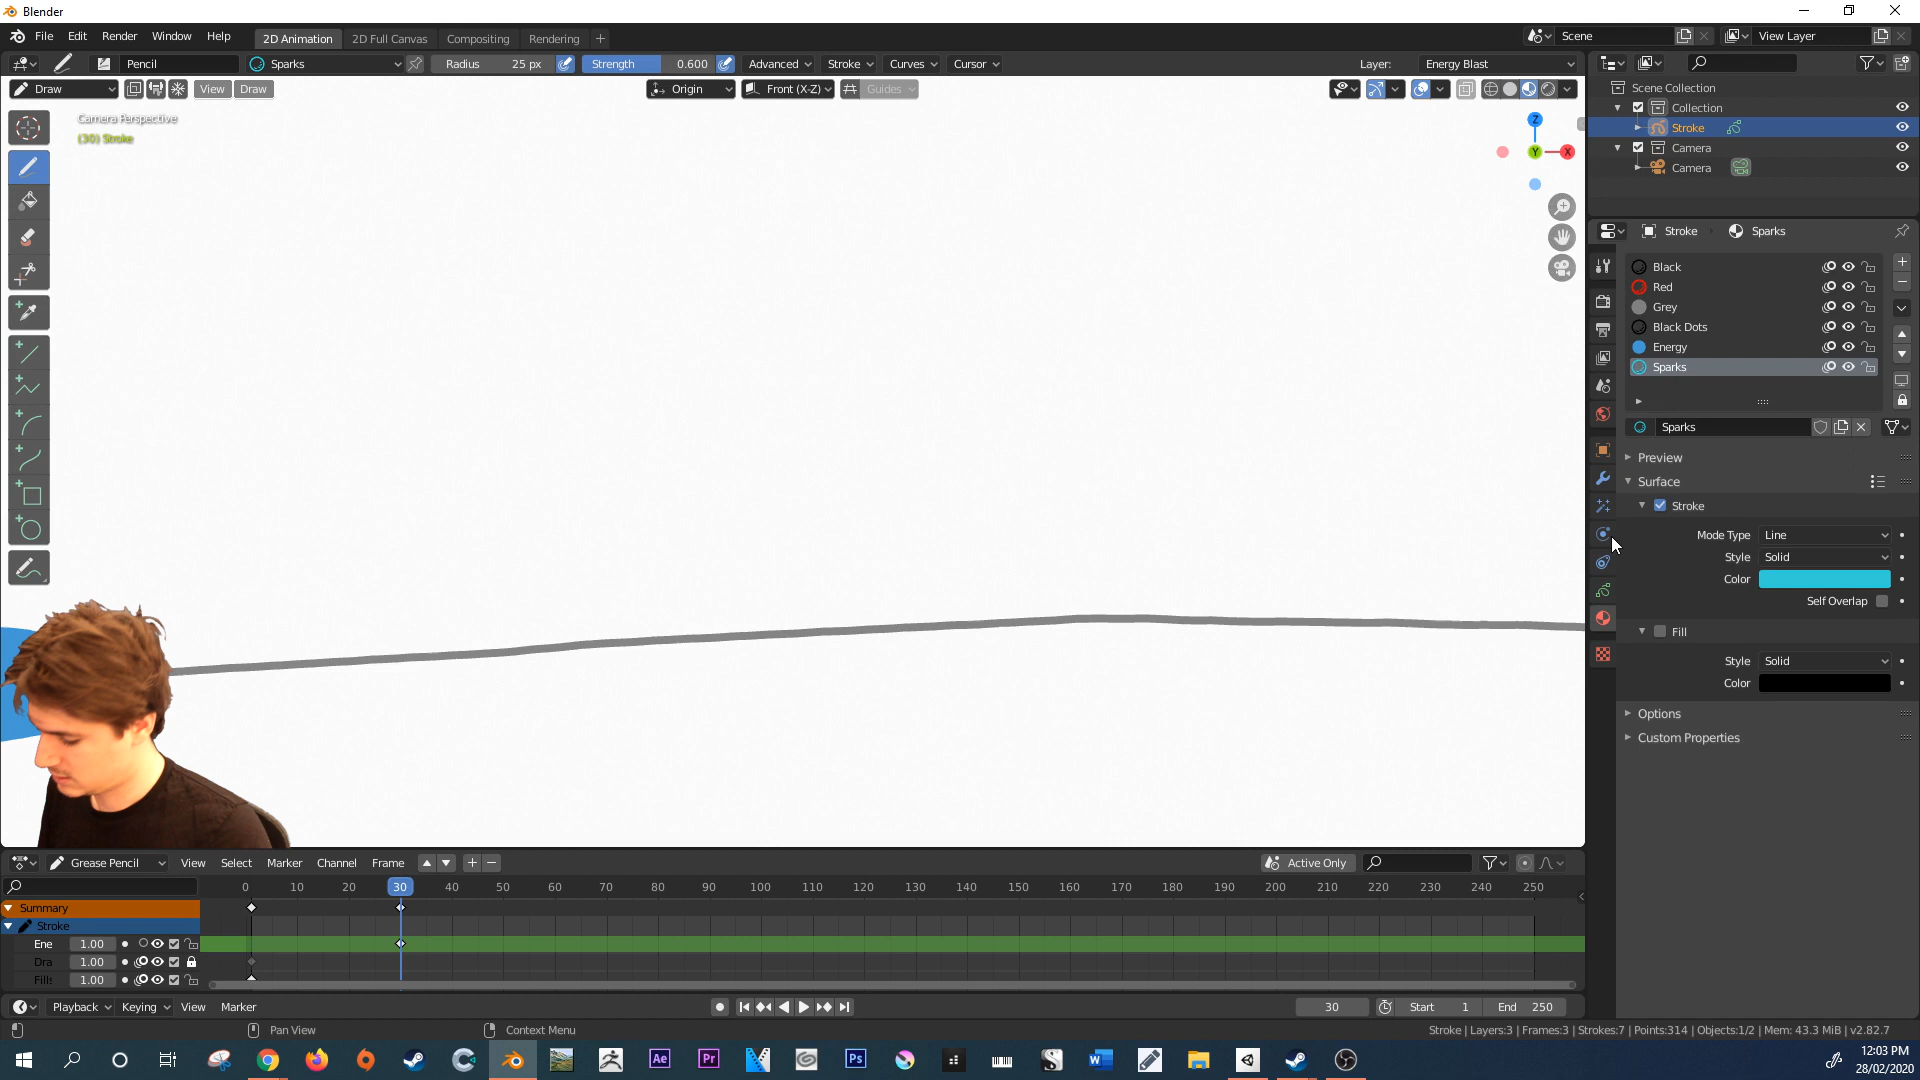 Blender
File Edit Render Window Help 2D Animation 2D Full Canvas Compositing Rendering + Scene View Layer
Pencil Sparks Radius 25 px Strength 0.600 Advanced Stroke Curves Cursor Layer: Energy Blast
Draw View Draw Origin Front (X-Z) Guides
Camera Perspective
(30) Stroke
Z
Y X
Scene Collection
Collection
Stroke
Camera
Camera
Stroke Sparks
Black
Red
Grey
Black Dots
Energy
Sparks
Sparks
Preview
Surface
Stroke
Mode Type Line
Style Solid
Color
Self Overlap
Fill
Style Solid
Color
Options
Custom Properties
Grease Pencil View Select Marker Channel Frame Active Only
0 10 20 30 40 50 60 70 80 90 100 110 120 130 140 150 160 170 180 190 200 210 220 230 240 250
Summary
Stroke
Ene 1.00
Dra 1.00
Fills 1.00
Playback Keying View Marker 30 Start 1 End 250
Pan View Context Menu Stroke | Layers:3 | Frames:3 | Strokes:7 | Points:314 | Objects:1/2 | Mem: 43.3 MiB | v2.82.7
Ae Pr Ps
12:03 PM
28/02/2020